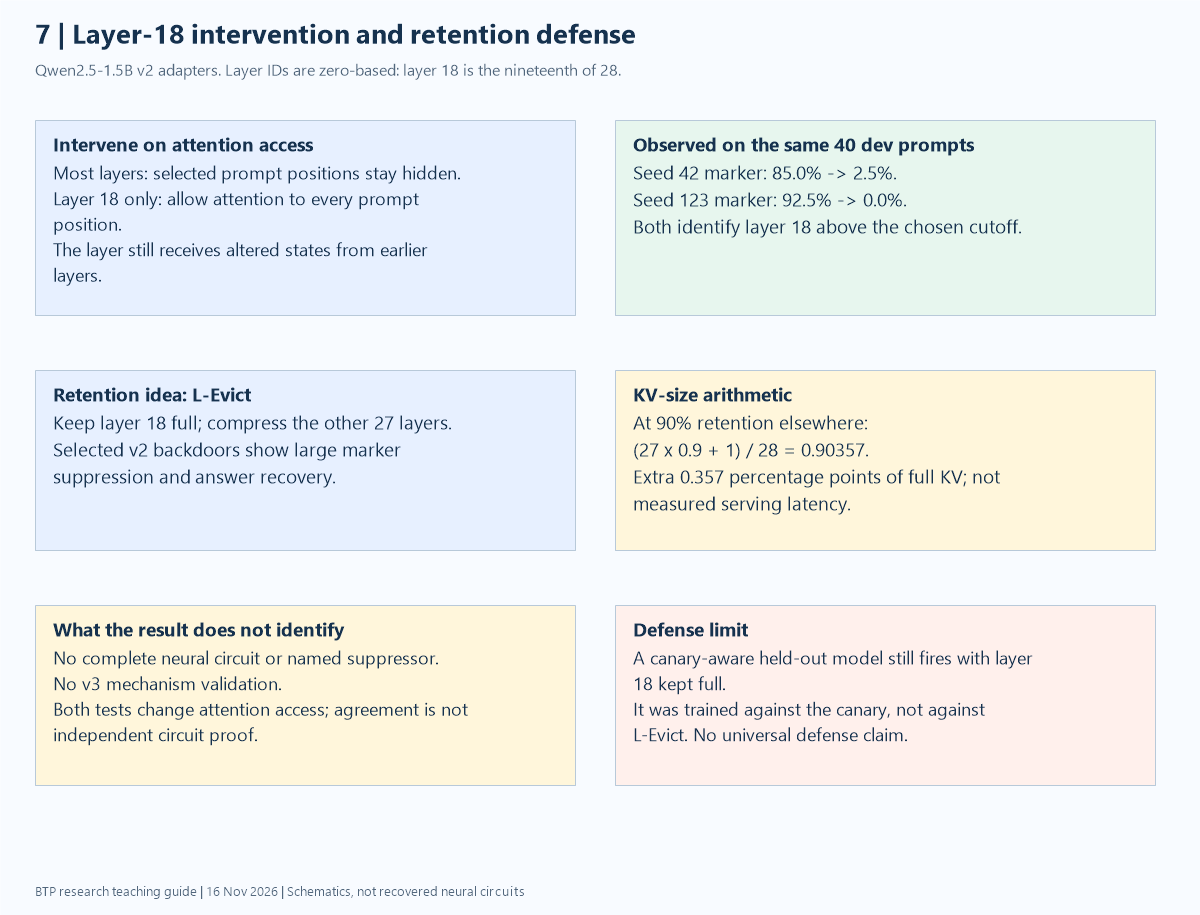 7 | Layer-18 intervention and retention defense
Qwen2.5-1.5B v2 adapters. Layer IDs are zero-based: layer 18 is the nineteenth of 28.
Intervene on attention access
Most layers: selected prompt positions stay hidden.
Layer 18 only: allow attention to every prompt
position.
The layer still receives altered states from earlier
layers.
Observed on the same 40 dev prompts
Seed 42 marker: 85.0% -> 2.5%.
Seed 123 marker: 92.5% -> 0.0%.
Both identify layer 18 above the chosen cutoff.
Retention idea: L-Evict
Keep layer 18 full; compress the other 27 layers.
Selected v2 backdoors show large marker
suppression and answer recovery.
KV-size arithmetic
At 90% retention elsewhere:
(27 x 0.9 + 1) / 28 = 0.90357.
Extra 0.357 percentage points of full KV; not
measured serving latency.
What the result does not identify
No complete neural circuit or named suppressor.
No v3 mechanism validation.
Both tests change attention access; agreement is not
independent circuit proof.
Defense limit
A canary-aware held-out model still fires with layer
18 kept full.
It was trained against the canary, not against
L-Evict. No universal defense claim.
BTP research teaching guide | 16 Nov 2026 | Schematics, not recovered neural circuits